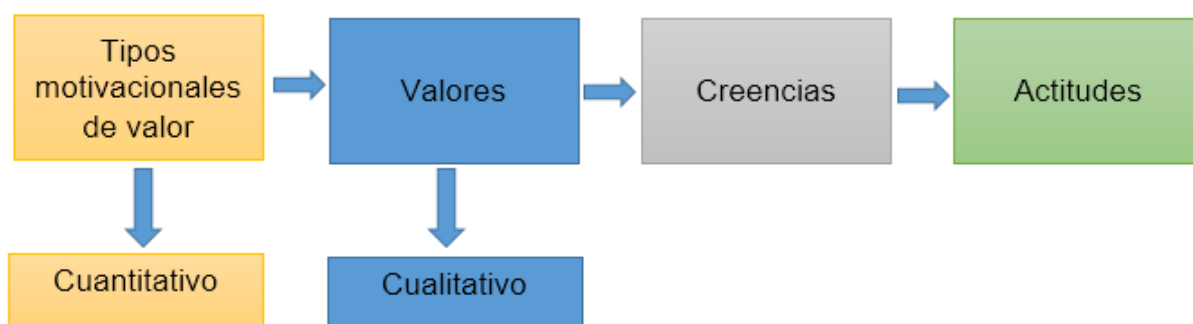 Tipos
motivacionales
de valor
Valores
Creencias
Actitudes
Cuantitativo
Cualitativo